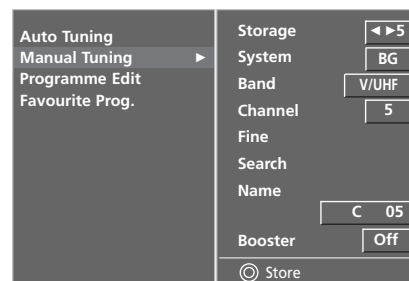 Auto Tuning
Manual Tuning ►
Programme Edit
Favourite Prog.
Storage ◄ ►5
System BG
Band V/UHF
Channel 5
Fine
Search
Name
C 05
Booster Off
Store